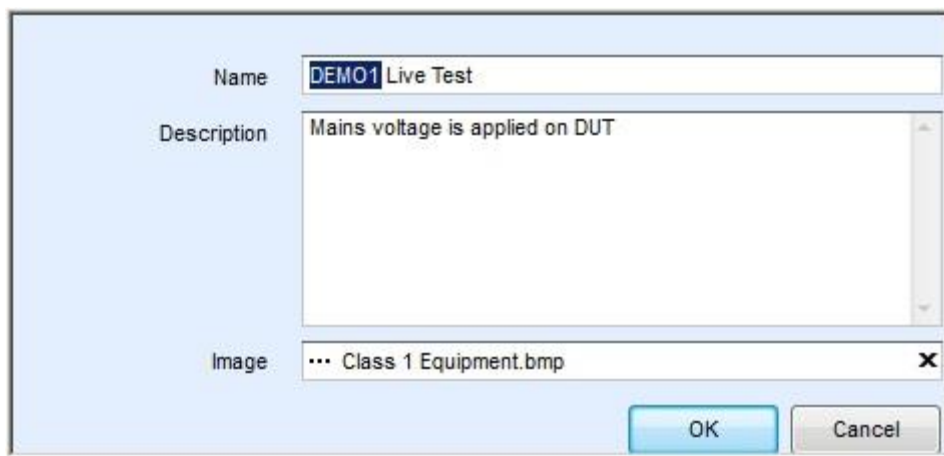 Name DEMO1 Live Test
Description Mains voltage is applied on DUT
Image ... Class 1 Equipment.bmp X
OK Cancel